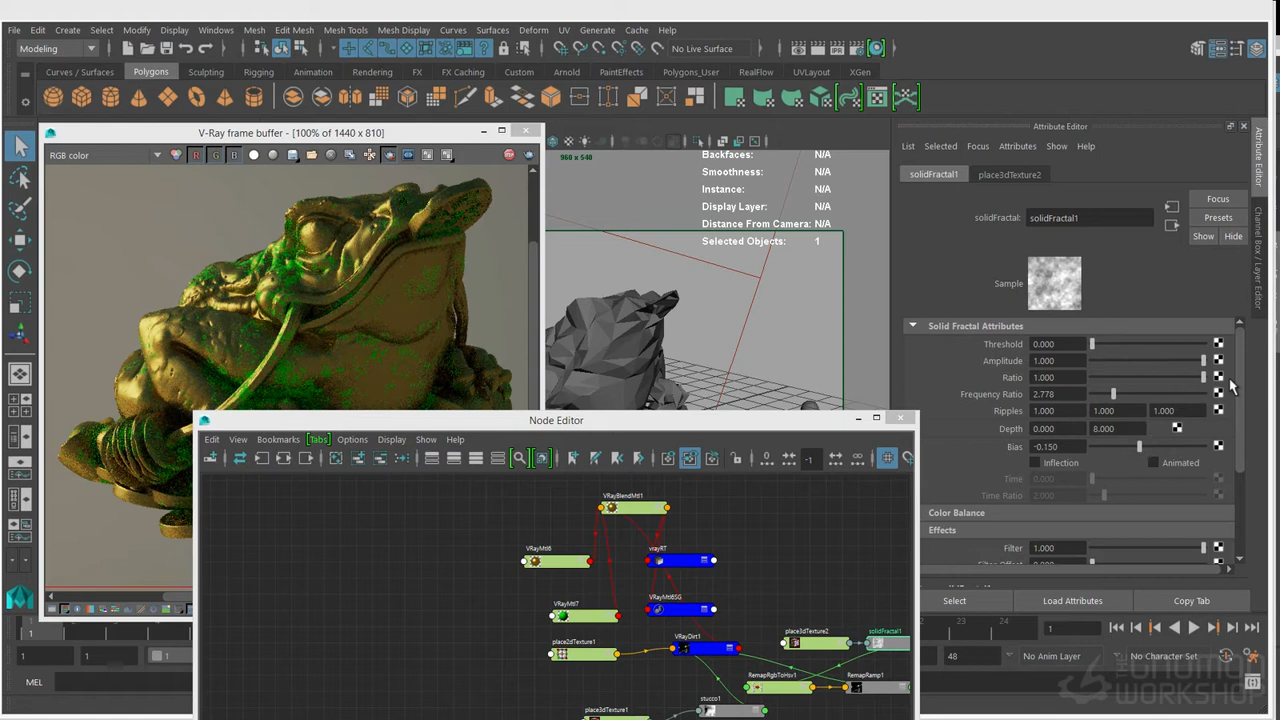 File Edit Create Select Modify Display Windows Mesh Edit Mesh Mesh Tools Mesh Display Curves Surfaces Deform UV Generate Cache Help
Modeling No Live Surface
Curves / Surfaces Polygons Sculpting Rigging Animation Rendering FX FX Caching Custom Arnold PaintEffects Polygons_User RealFlow UVLayout XGen
V-Ray frame buffer - [100% of 1440 x 810]
RGB color R G B
960 x 540
Backfaces: N/A
Smoothness: N/A
Instance: N/A
Display Layer: N/A
Distance From Camera: N/A
Selected Objects: 1
Attribute Editor
List Selected Focus Attributes Show Help
solidFractal1 place3dTexture2
Focus
Presets
Show Hide
solidFractal: solidFractal1
Sample
Solid Fractal Attributes
Threshold 0.000
Amplitude 1.000
Ratio 1.000
Frequency Ratio 2.778
Ripples 1.000 1.000 1.000
Depth 0.000 8.000
Bias -0.150
Inflection Animated
Time 0.000
Time Ratio 2.000
Color Balance
Effects
Filter 1.000
Select Load Attributes Copy Tab
Attribute Editor
Channel Box / Layer Editor
Node Editor
Edit View Bookmarks Tabs Options Display Show Help
-1
VRayBlendMtl1
VRayMtl6
vrayRT
VRayMtl7
VRayMtl6SG
place2dTexture1
VRayDirt1
place3dTexture2
solidFractal1
RemapRgbToHsv1
RemapRamp1
stucco1
place3dTexture1
1
23 24 1
1 1 1
48 No Anim Layer No Character Set
MEL
THE GNOMON
WORKSHOP